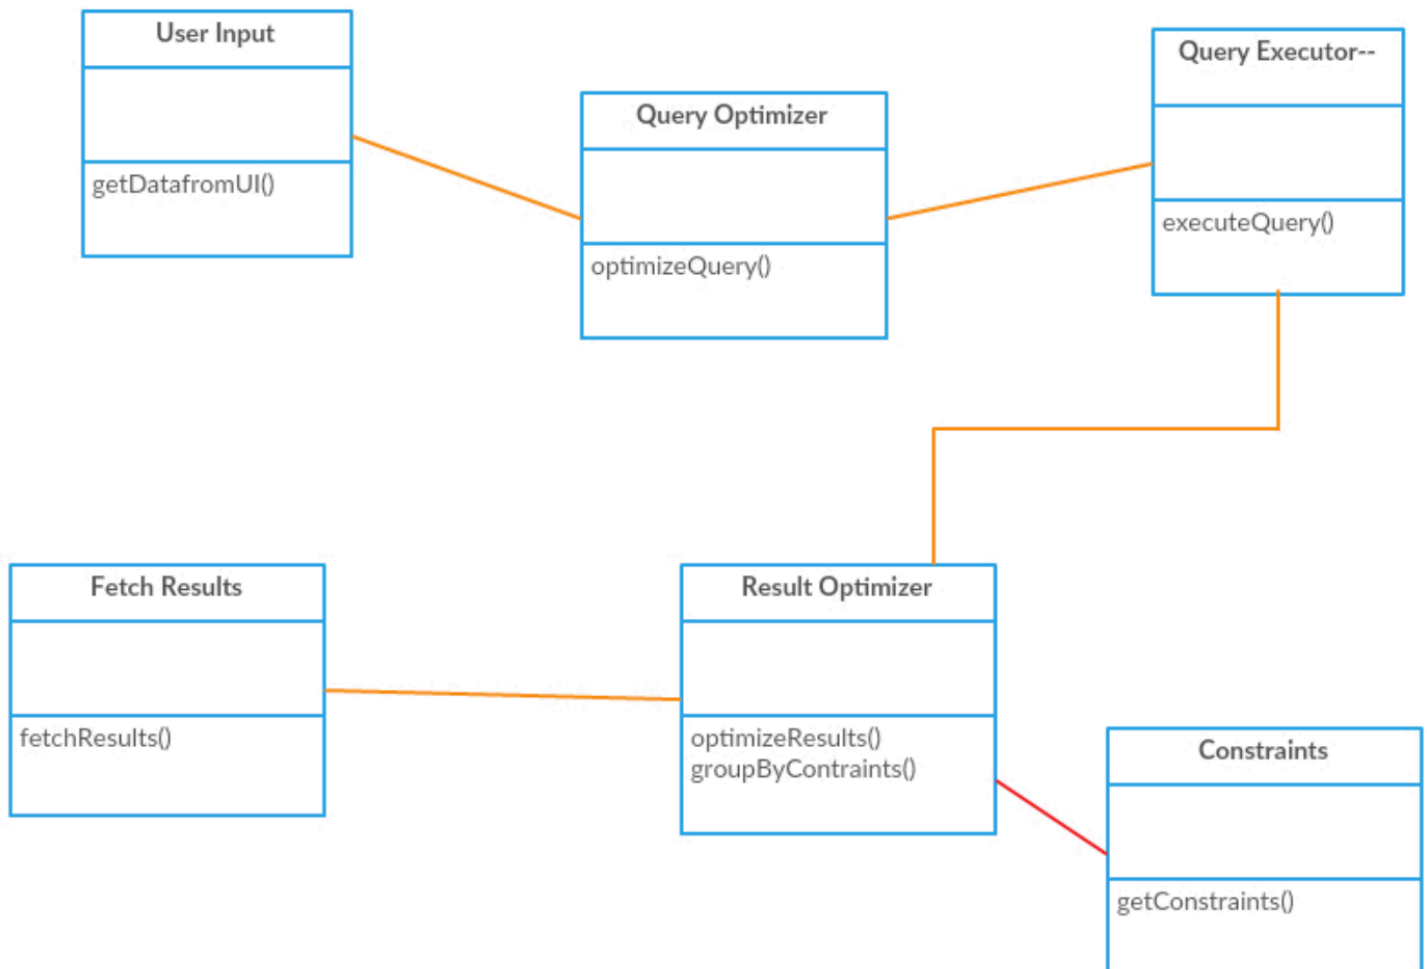 User Input
getDatafromUI()
Query Optimizer
optimizeQuery()
Query Executor--
executeQuery()
Fetch Results
fetchResults()
Result Optimizer
optimizeResults()
groupByContraints()
Constraints
getConstraints()